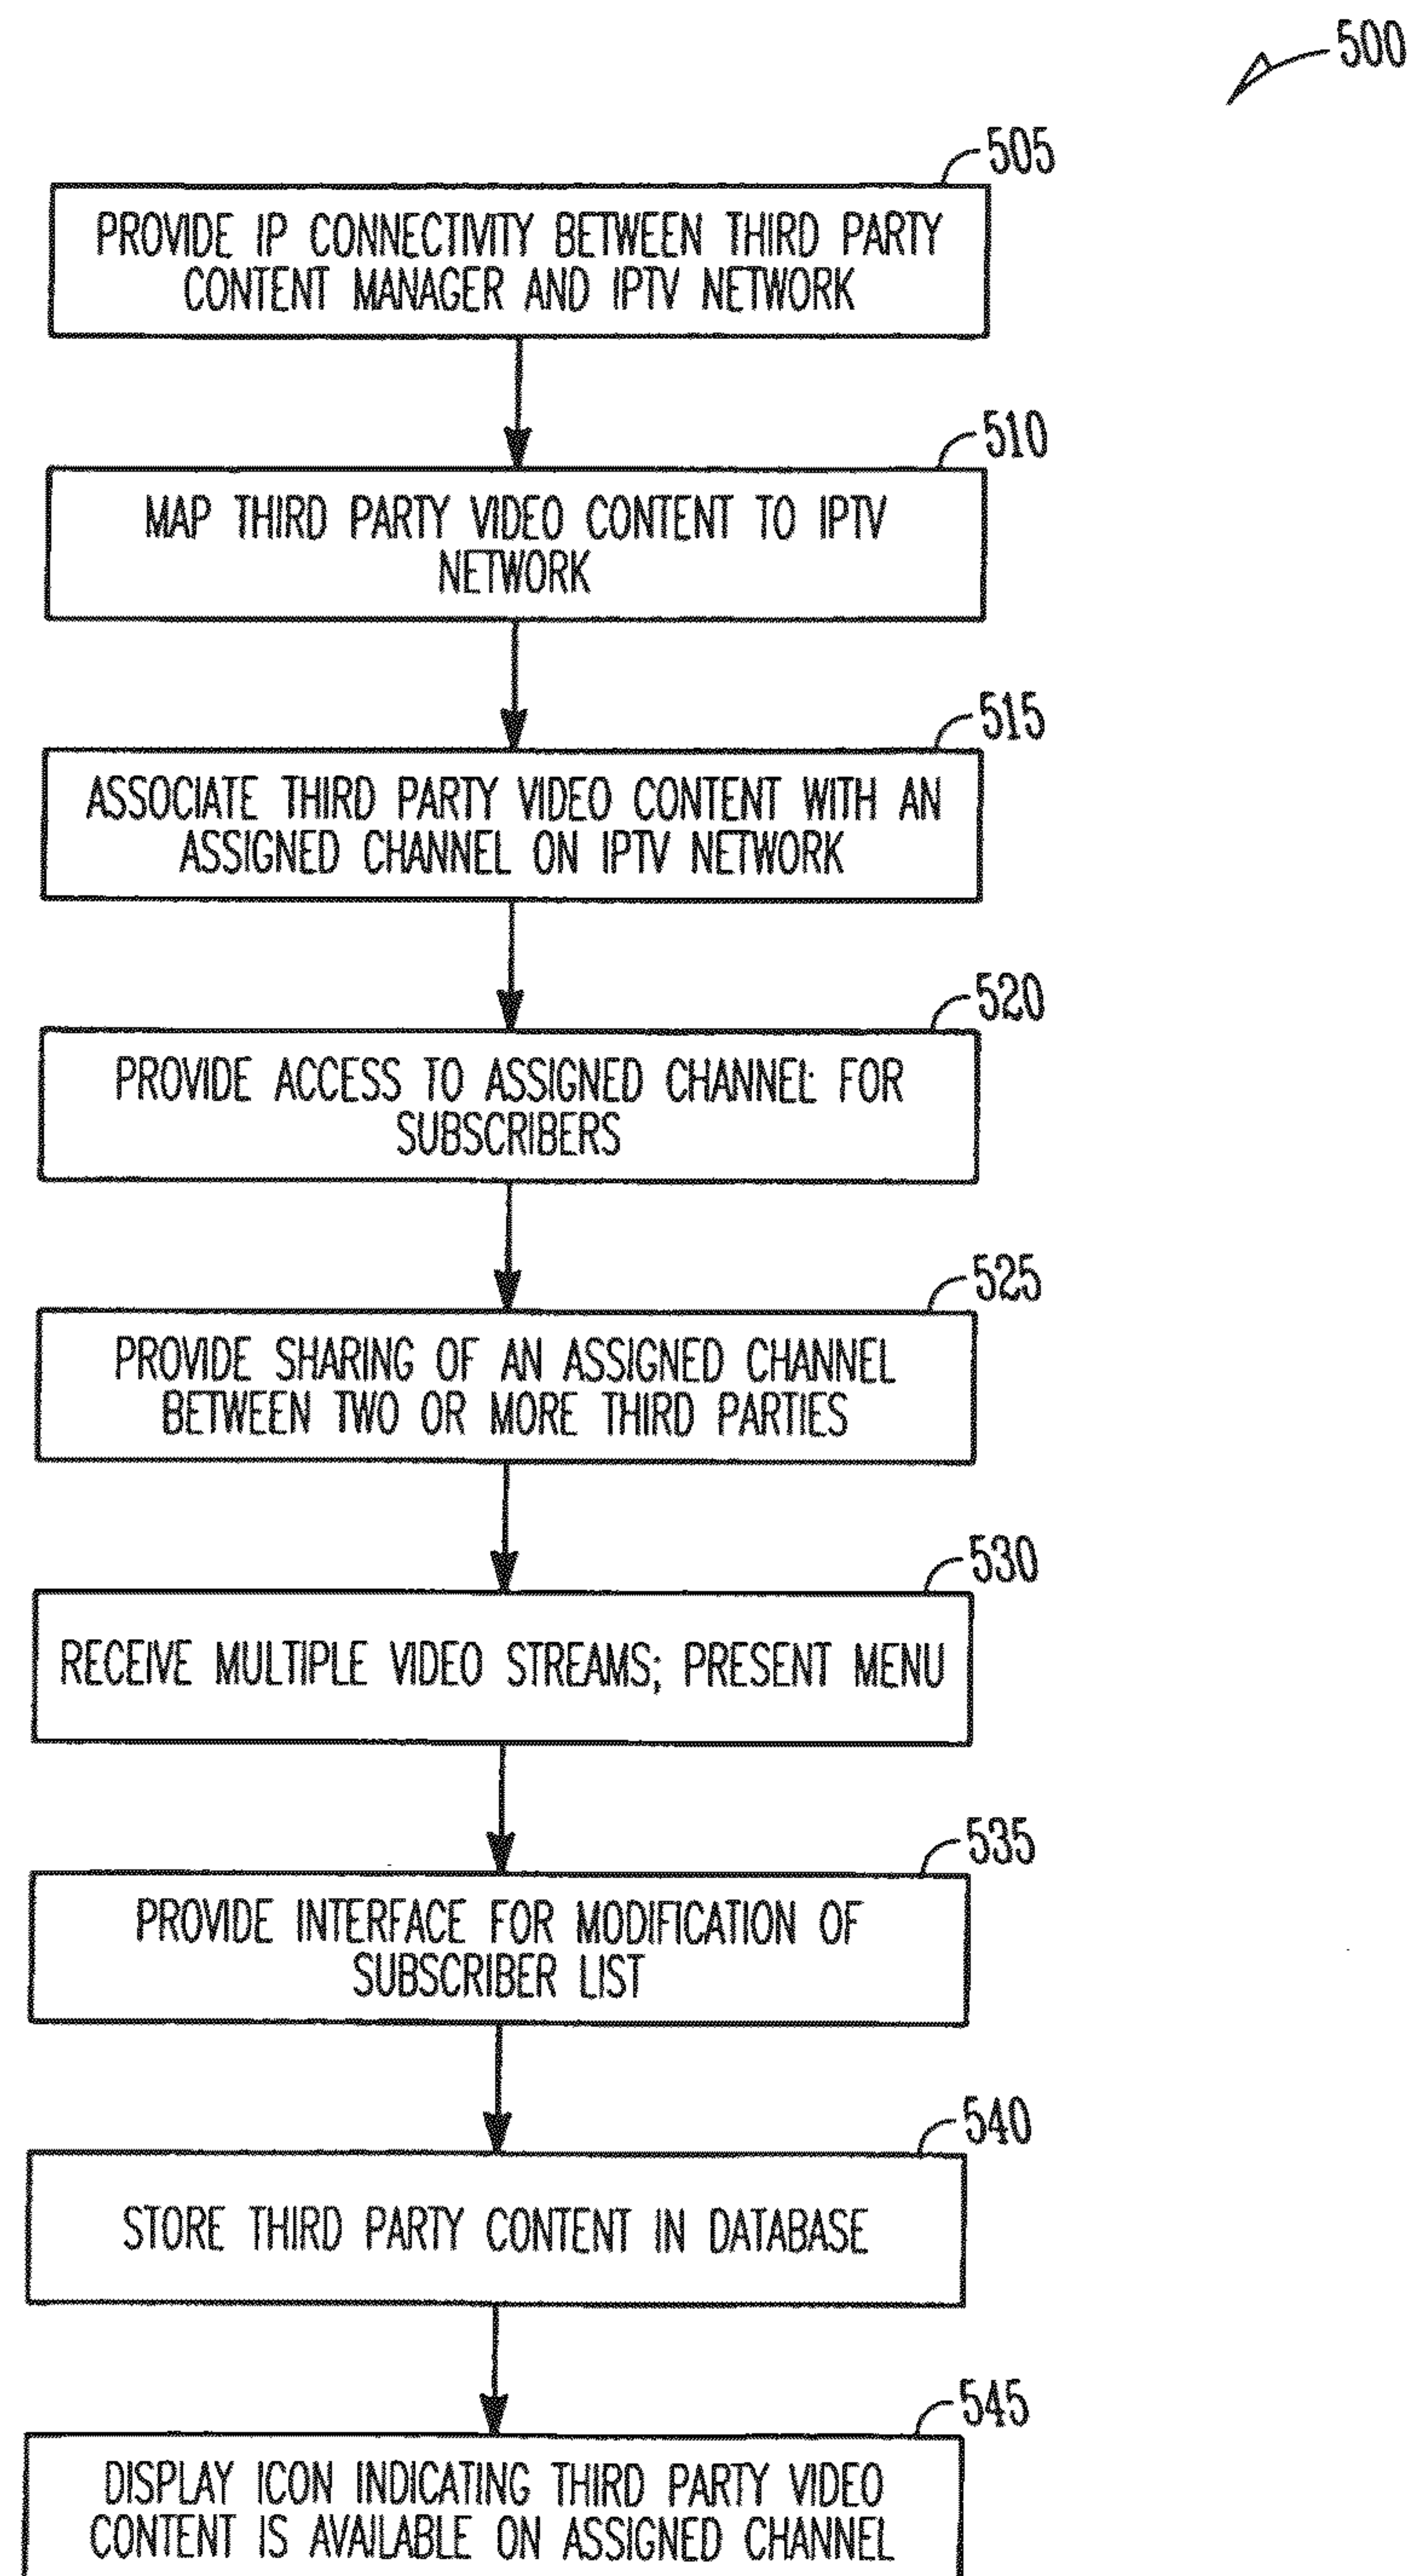 500
505
PROVIDE IP CONNECTIVITY BETWEEN THIRD PARTY
CONTENT MANAGER AND IPTV NETWORK
510
MAP THIRD PARTY VIDEO CONTENT TO IPTV
NETWORK
515
ASSOCIATE THIRD PARTY VIDEO CONTENT WITH AN
ASSIGNED CHANNEL ON IPTV NETWORK
520
PROVIDE ACCESS TO ASSIGNED CHANNEL FOR
SUBSCRIBERS
525
PROVIDE SHARING OF AN ASSIGNED CHANNEL
BETWEEN TWO OR MORE THIRD PARTIES
530
RECEIVE MULTIPLE VIDEO STREAMS; PRESENT MENU
535
PROVIDE INTERFACE FOR MODIFICATION OF
SUBSCRIBER LIST
540
STORE THIRD PARTY CONTENT IN DATABASE
545
DISPLAY ICON INDICATING THIRD PARTY VIDEO
CONTENT IS AVAILABLE ON ASSIGNED CHANNEL